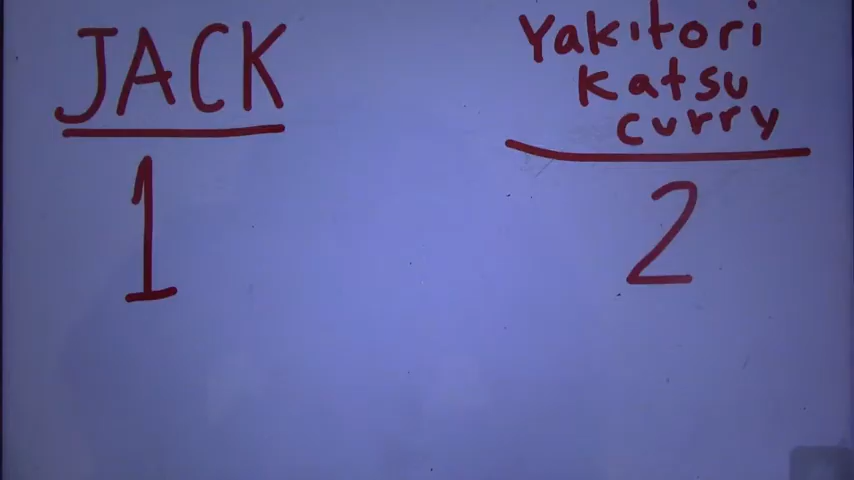 JACK
1
Yakitori
Katsu
Curry
2